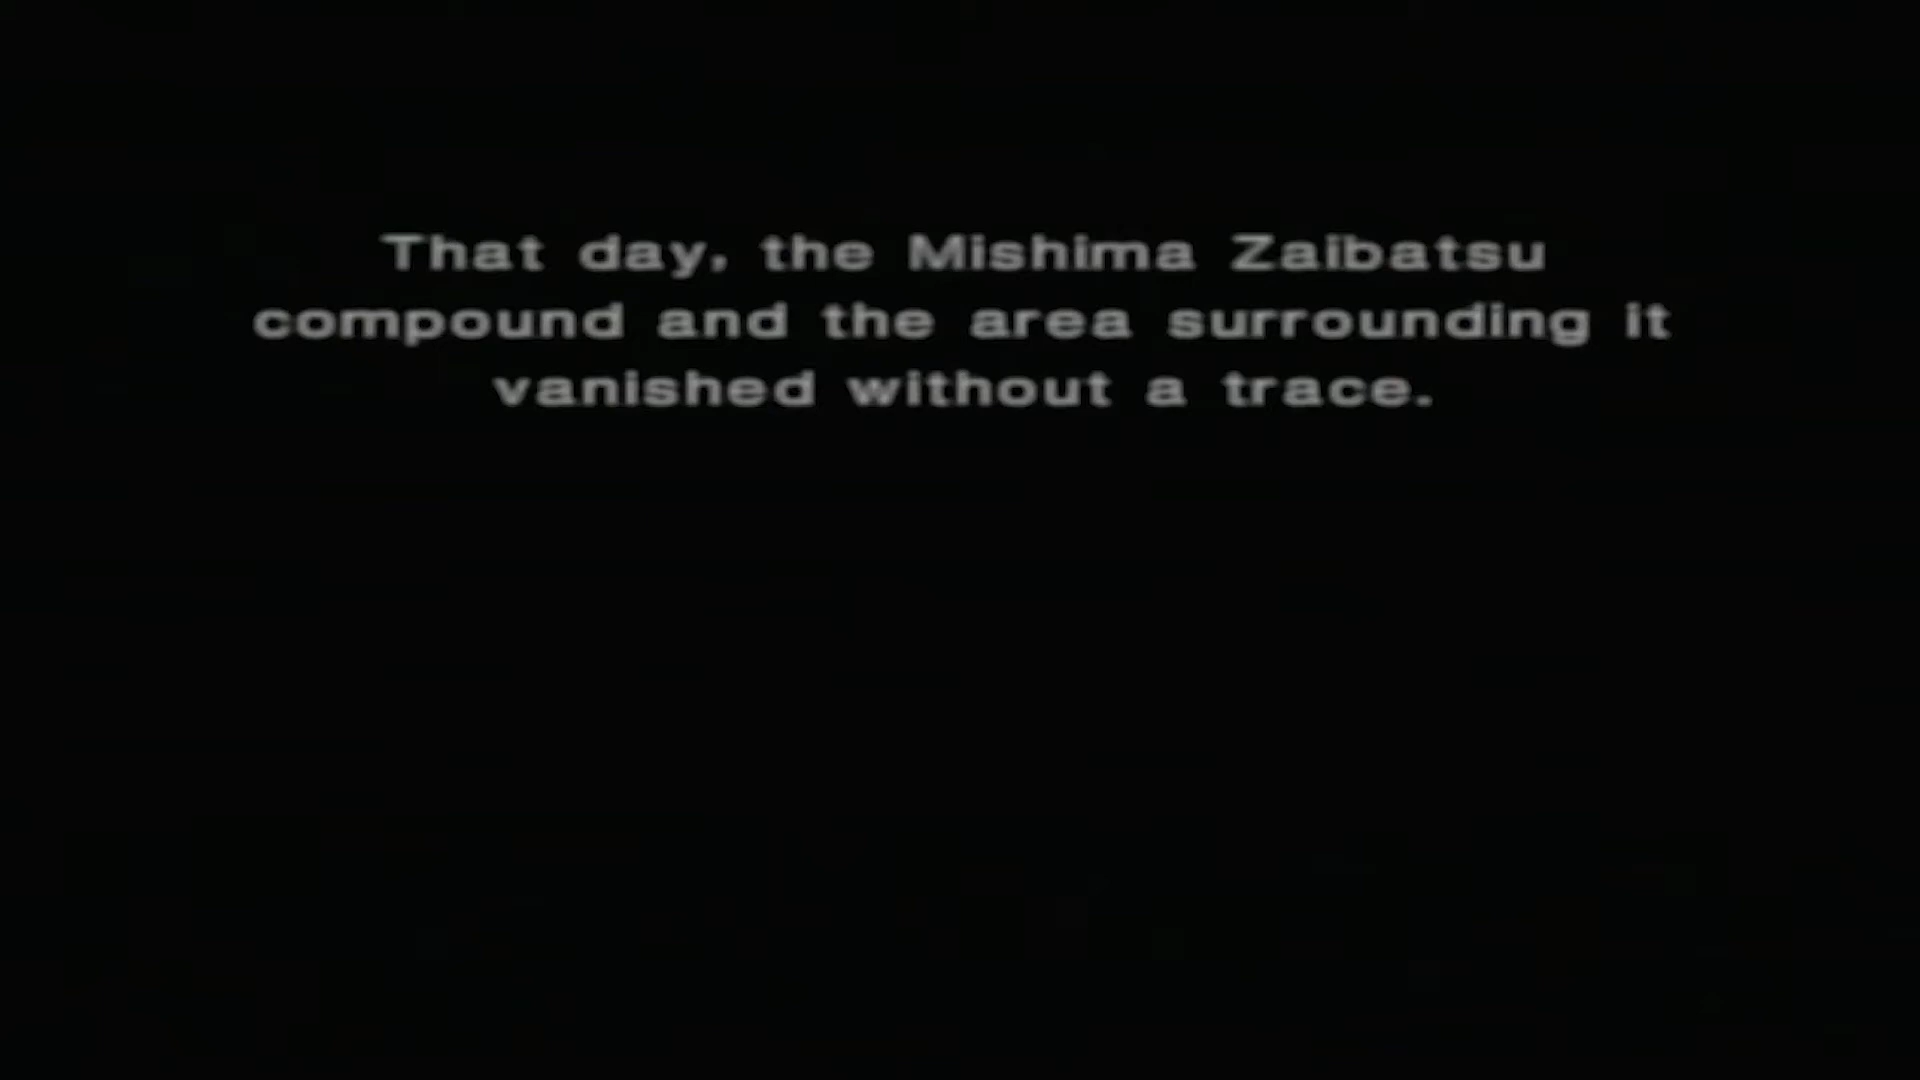 That day, the Mishima Zaibatsu
compound and the area surrounding it
vanished without a trace.